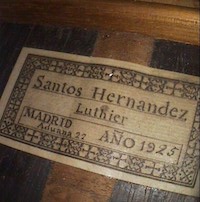 Santos Hernandez
Luthier
MADRID
Aduana 27 AÑO 1925